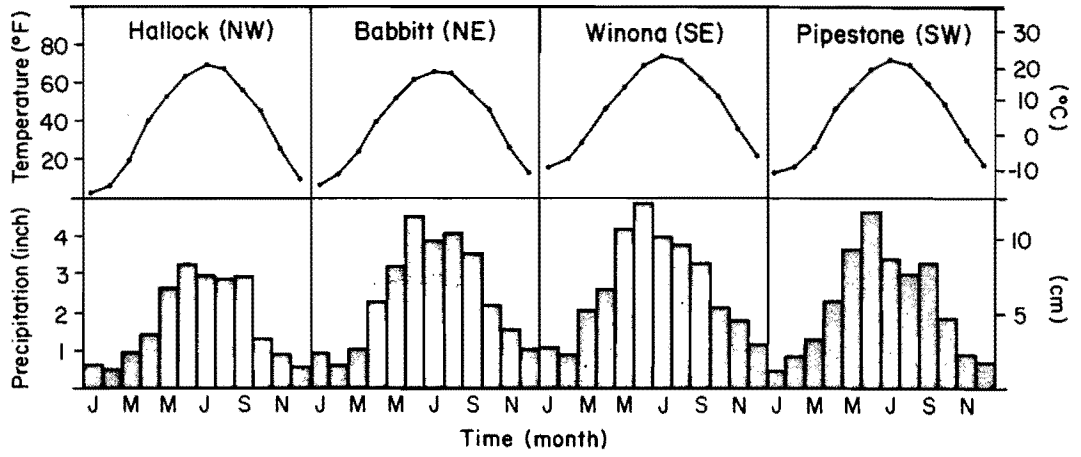 Hallock (NW) Babbitt (NE) Winona (SE) Pipestone (SW)
Temperature (°F)
80
60
40
20
30
20
10
0
-10
(°C)
Precipitation (inch)
4
3
2
1
10
5
(cm)
J M M J S N J M M J S N J M M J S N J M M J S N
Time (month)